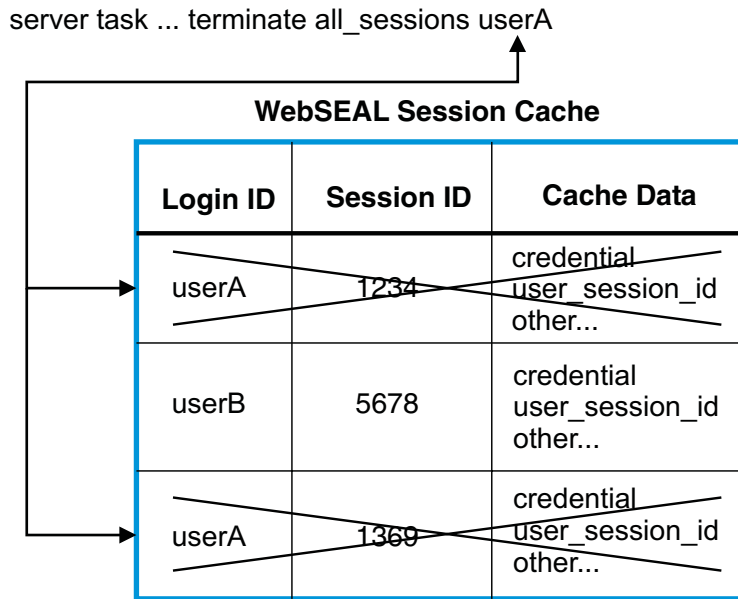 server task ... terminate all_sessions userA
WebSEAL Session Cache
Login ID Session ID Cache Data
userA 1234 credential
user_session_id
other...
userB 5678 credential
user_session_id
other...
userA 1369 credential
user_session_id
other...